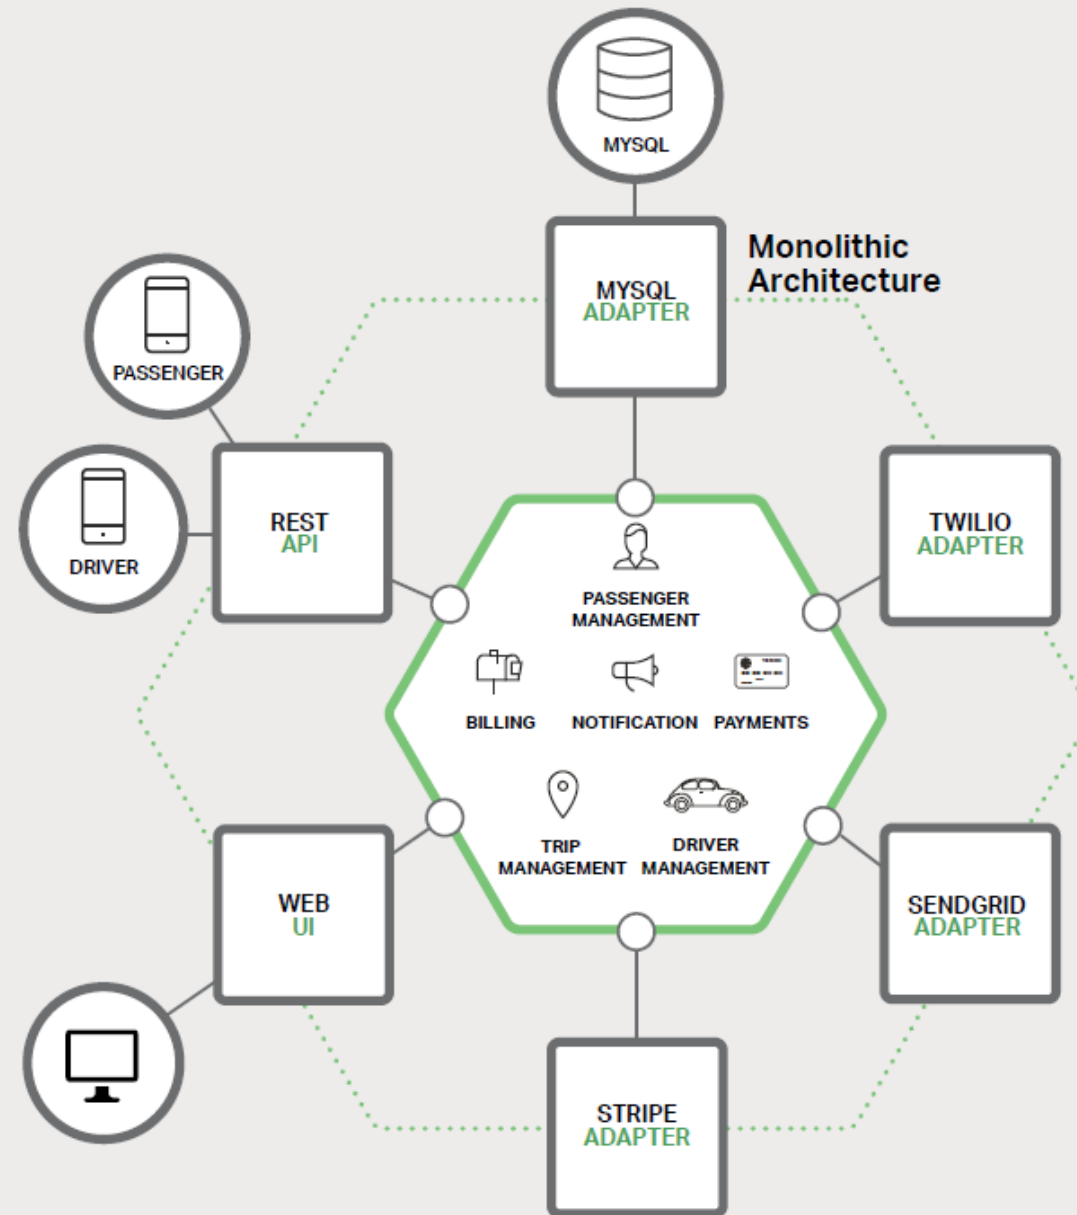 MYSQL
Monolithic
Architecture
MYSQL
ADAPTER
PASSENGER
DRIVER
REST
API
TWILIO
ADAPTER
PASSENGER
MANAGEMENT
BILLING
NOTIFICATION
PAYMENTS
TRIP
MANAGEMENT
DRIVER
MANAGEMENT
WEB
UI
SENDGRID
ADAPTER
STRIPE
ADAPTER